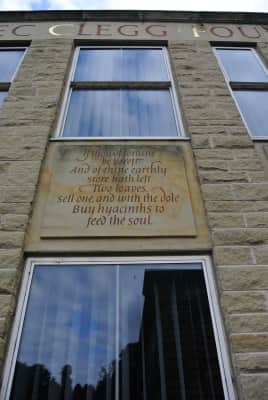 EC CLEGG FOU
If thou of fortune
be bereft
And of thine earthly
store hath left
Two loaves,
sell one, and with the dole
Buy hyacinths to
feed the soul.